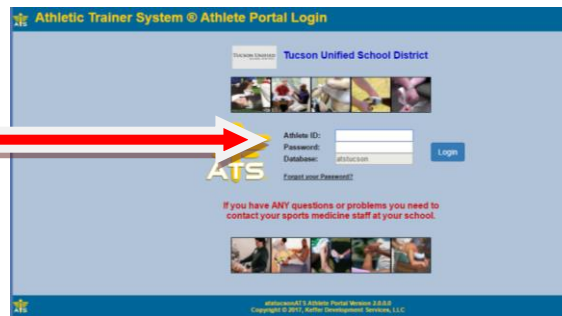 Athletic Trainer System ® Athlete Portal Login
Tucson Unified School District
Athlete ID:
Password:
Database: atstucson
Login
Forgot your Password?
ATS
If you have ANY questions or problems you need to
contact your sports medicine staff at your school.
ATS
atstucsonATS Athlete Portal Version 2.0.0.0
Copyright © 2017, Keffer Development Services, LLC